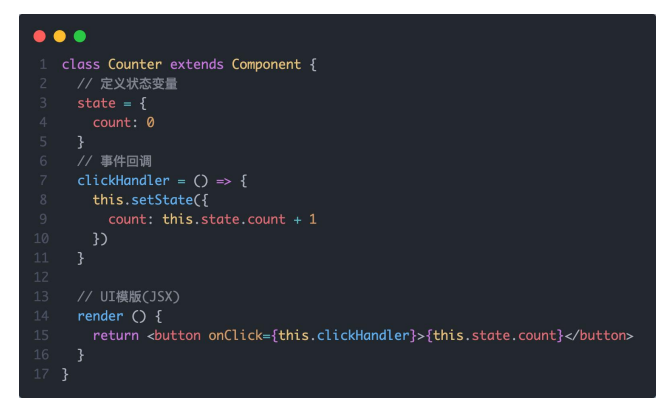 1 class Counter extends Component {
2   // 定义状态变量
3   state = {
4     count: 0
5   }
6   // 事件回调
7   clickHandler = () => {
8     this.setState({
9       count: this.state.count + 1
10     })
11   }
12
13   // UI模版(JSX)
14   render () {
15     return <button onClick={this.clickHandler}>{this.state.count}</button>
16   }
17 }